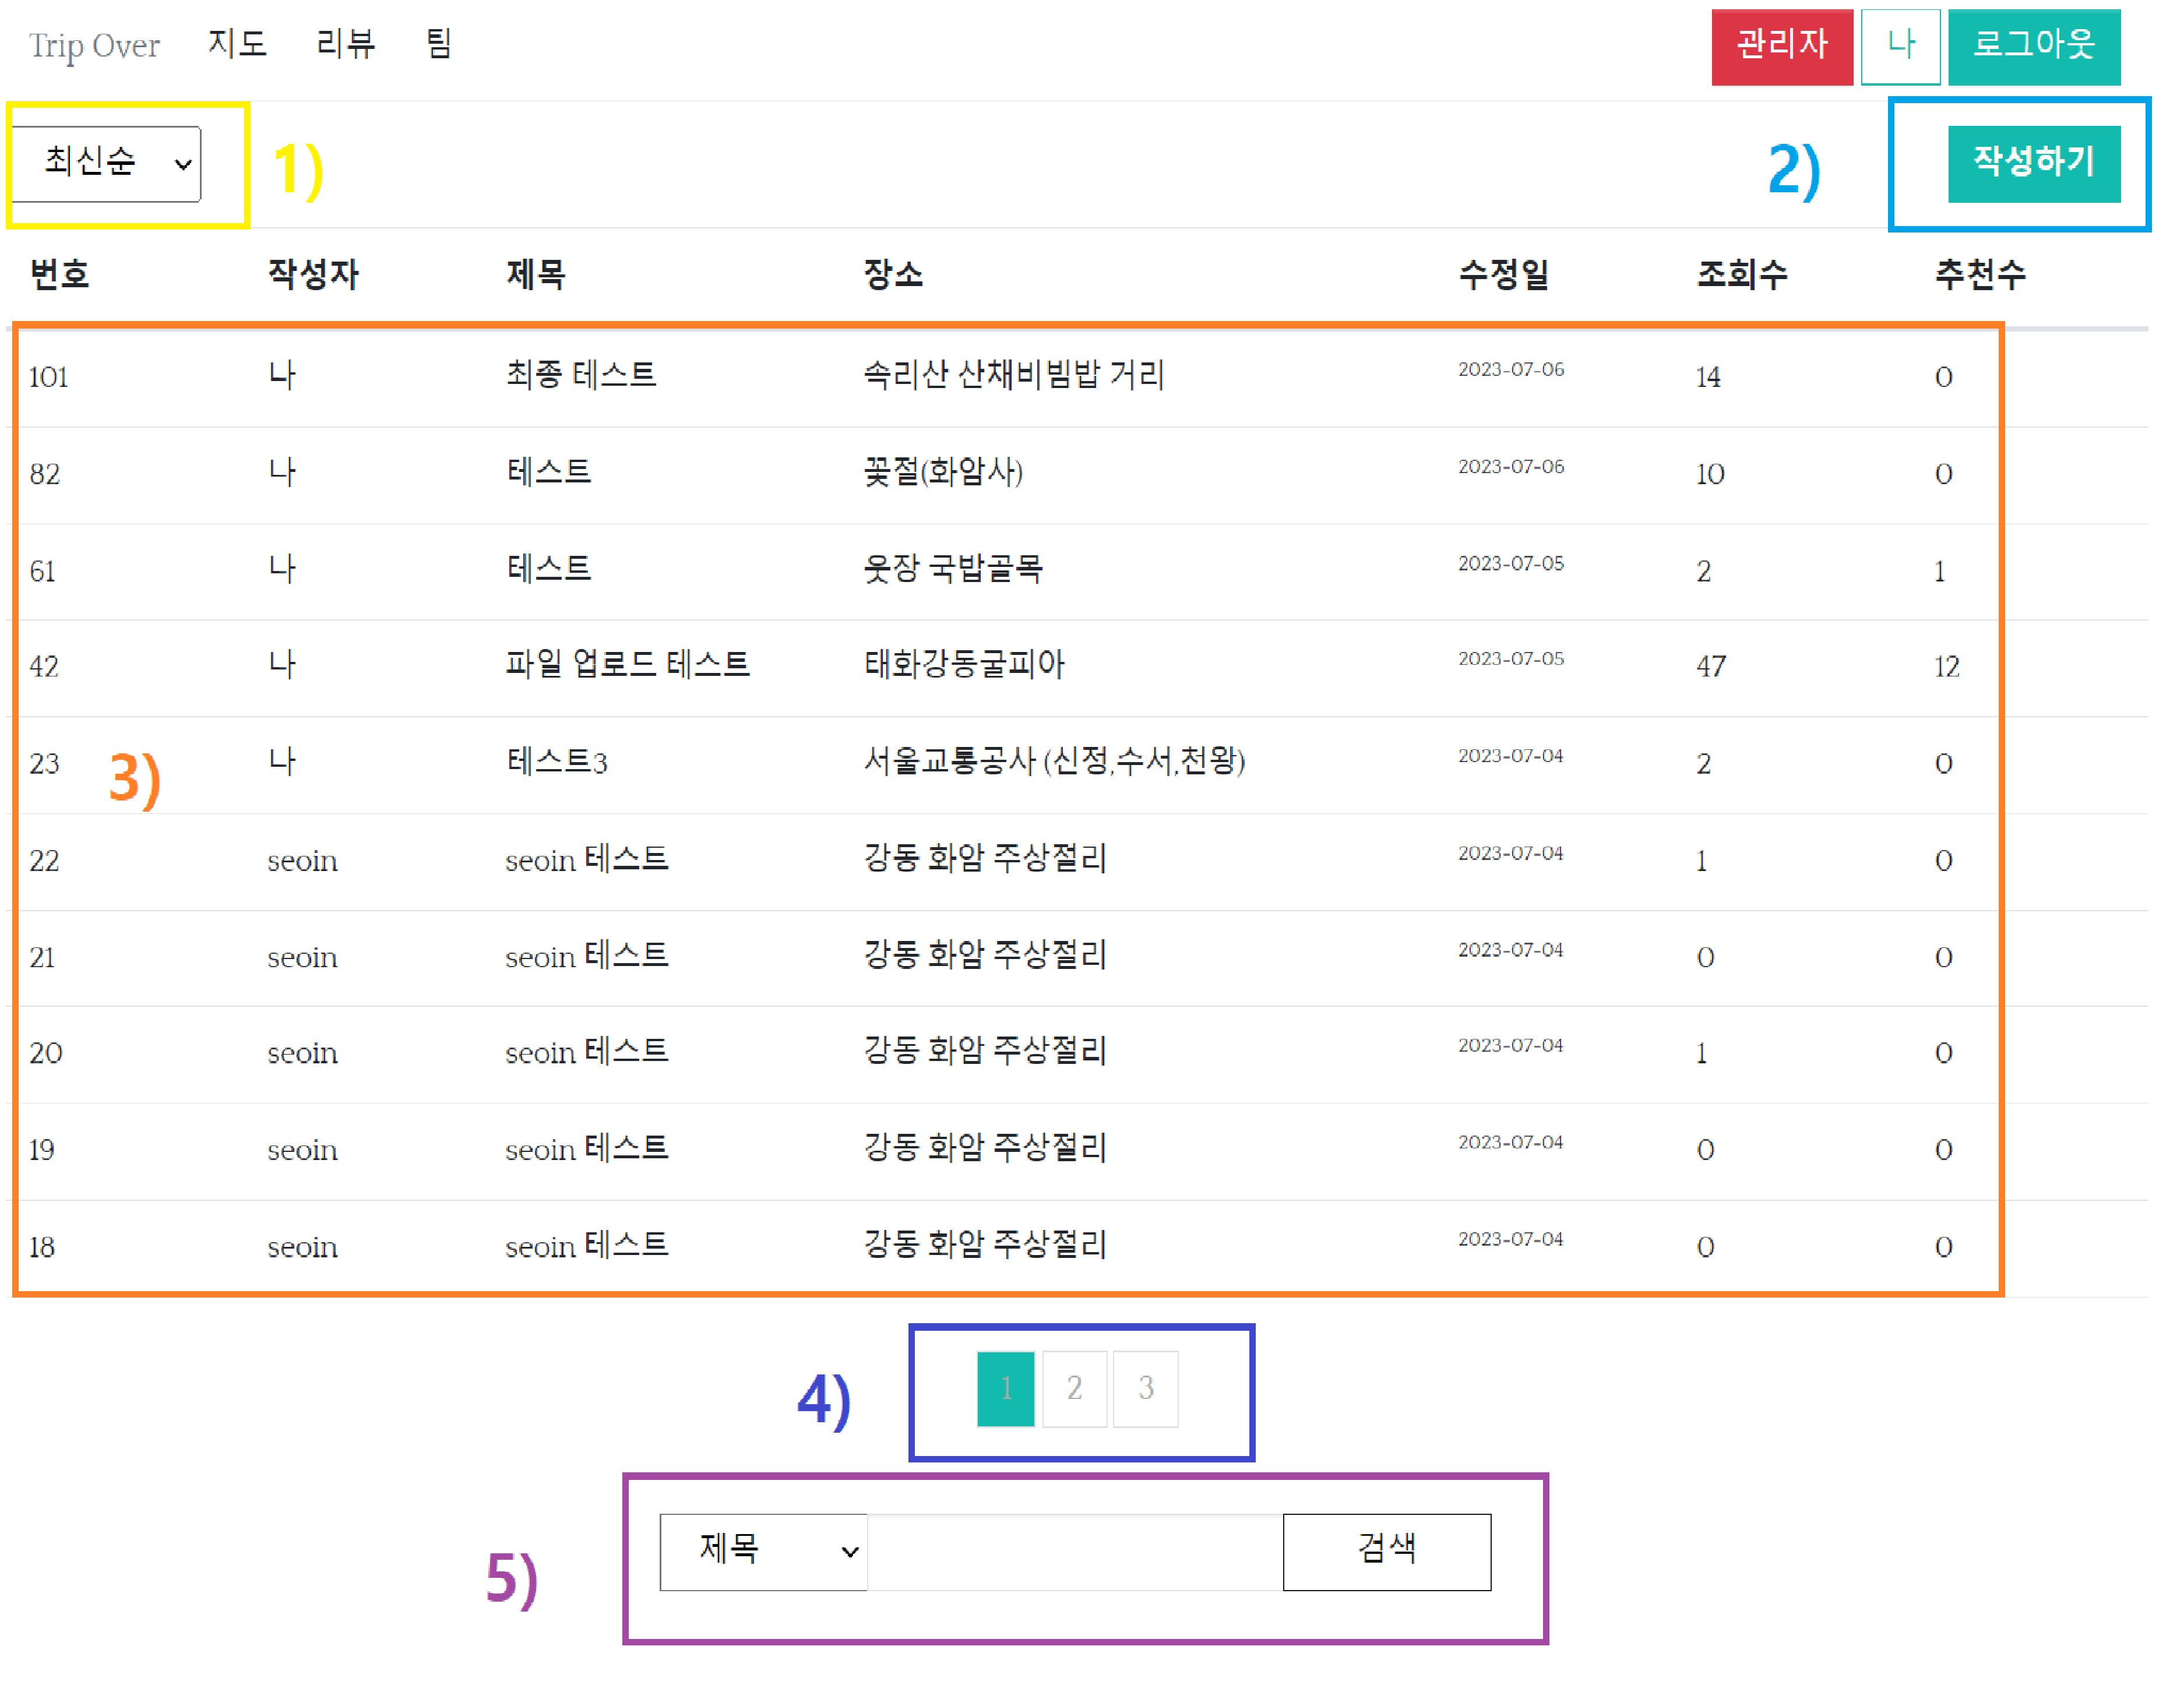 Trip Over 지도 리뷰 팀 관리자 나 로그아웃
최신순 1) 2) 작성하기
번호 작성자 제목 장소 수정일 조회수 추천수
101 나 최종 테스트 속리산 산채비빔밥 거리 2023-07-06 14 0
82 나 테스트 꽃절(화암사) 2023-07-06 10 0
61 나 테스트 웃장 국밥골목 2023-07-05 2 1
42 나 파일 업로드 테스트 태화강동굴피아 2023-07-05 47 12
23 3) 나 테스트3 서울교통공사 (신정,수서,천왕) 2023-07-04 2 0
22 seoin seoin 테스트 강동 화암 주상절리 2023-07-04 1 0
21 seoin seoin 테스트 강동 화암 주상절리 2023-07-04 0 0
20 seoin seoin 테스트 강동 화암 주상절리 2023-07-04 1 0
19 seoin seoin 테스트 강동 화암 주상절리 2023-07-04 0 0
18 seoin seoin 테스트 강동 화암 주상절리 2023-07-04 0 0
4) 1 2 3
5) 제목 검색